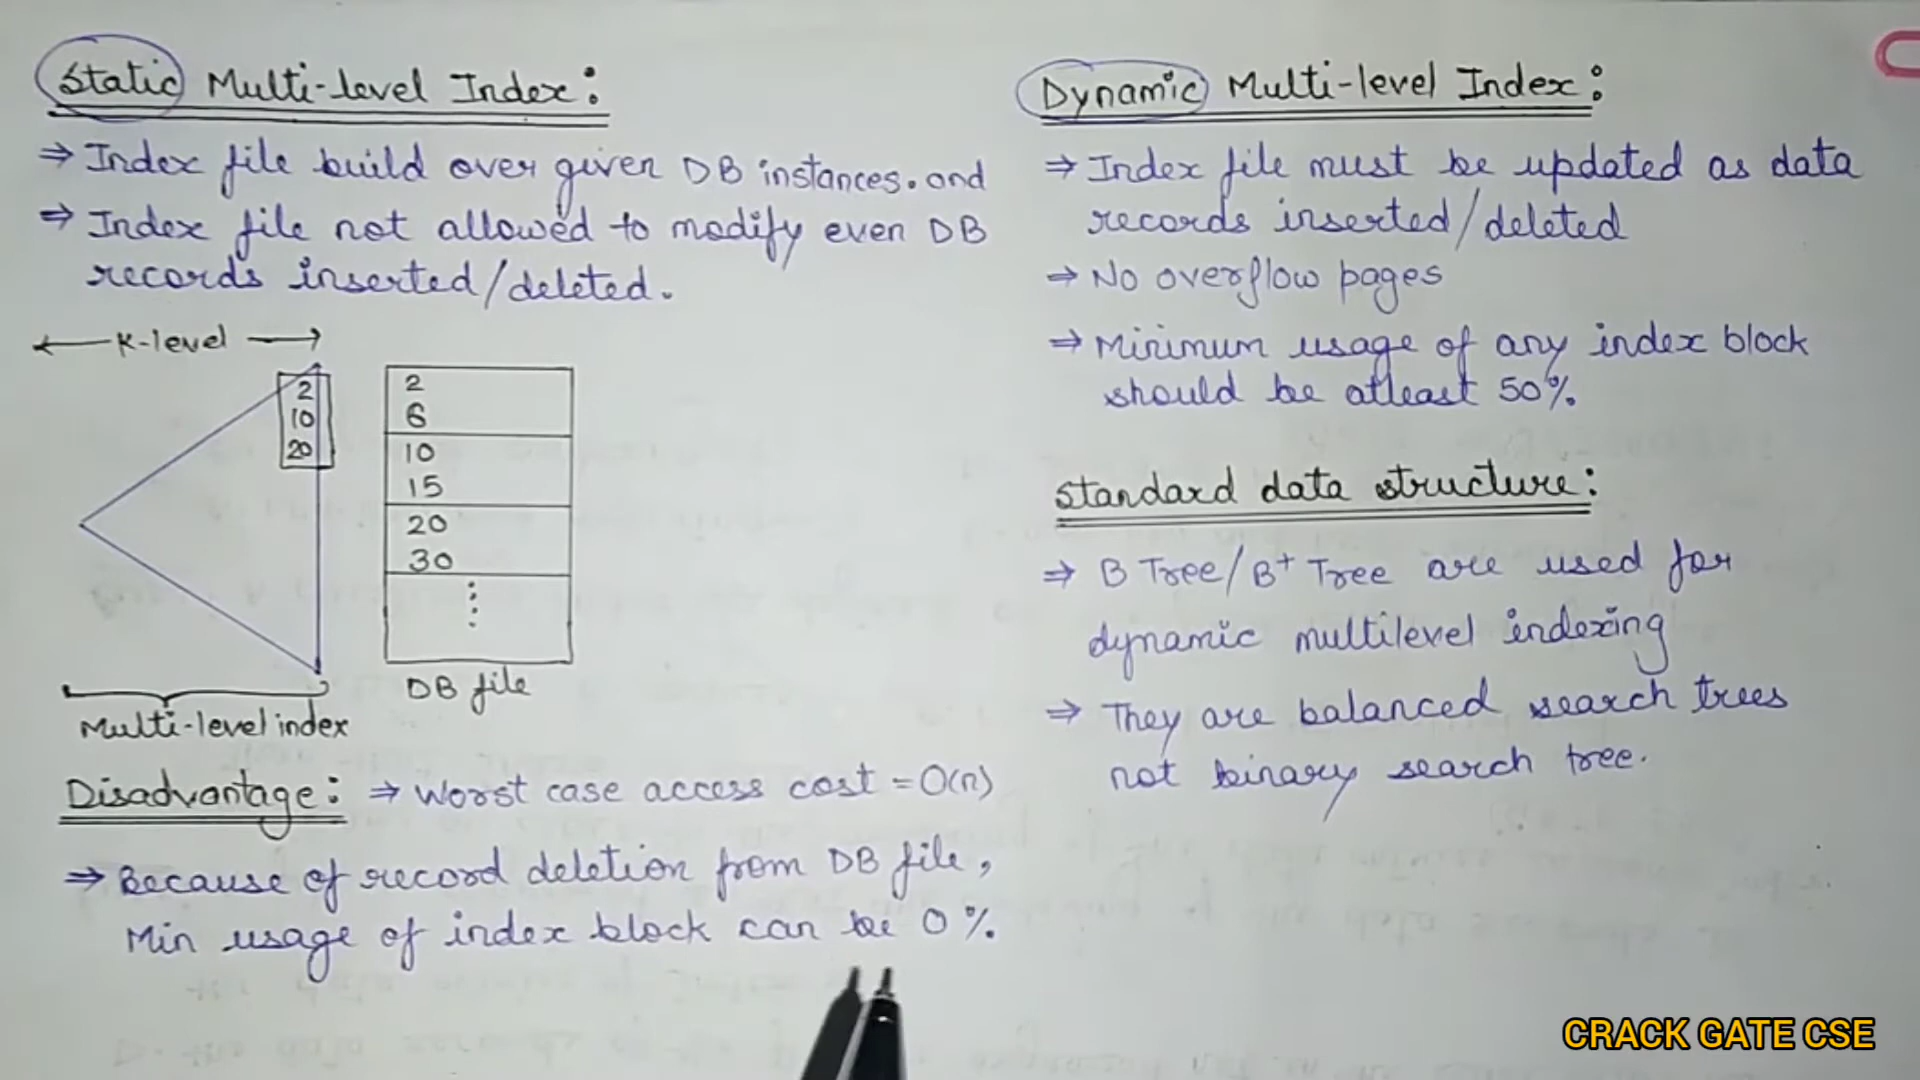 Static Multi-level Index:
⇒ Index file build over given DB instances. and
⇒ Index file not allowed to modify even DB
records inserted/deleted.
← K-level →
2
10
20
2
6
10
15
20
30
DB file
Multi-level index
Disadvantage: ⇒ Worst case access cost = O(n)
⇒ Because of record deletion from DB file,
Min usage of index block can be 0%.
Dynamic Multi-level Index:
⇒ Index file must be updated as data
records inserted/deleted
⇒ No overflow pages
⇒ Minimum usage of any index block
should be atleast 50%.
Standard data structure:
⇒ B Tree/B+ Tree are used for
dynamic multilevel indexing
⇒ They are balanced search trees
not binary search tree.
CRACK GATE CSE